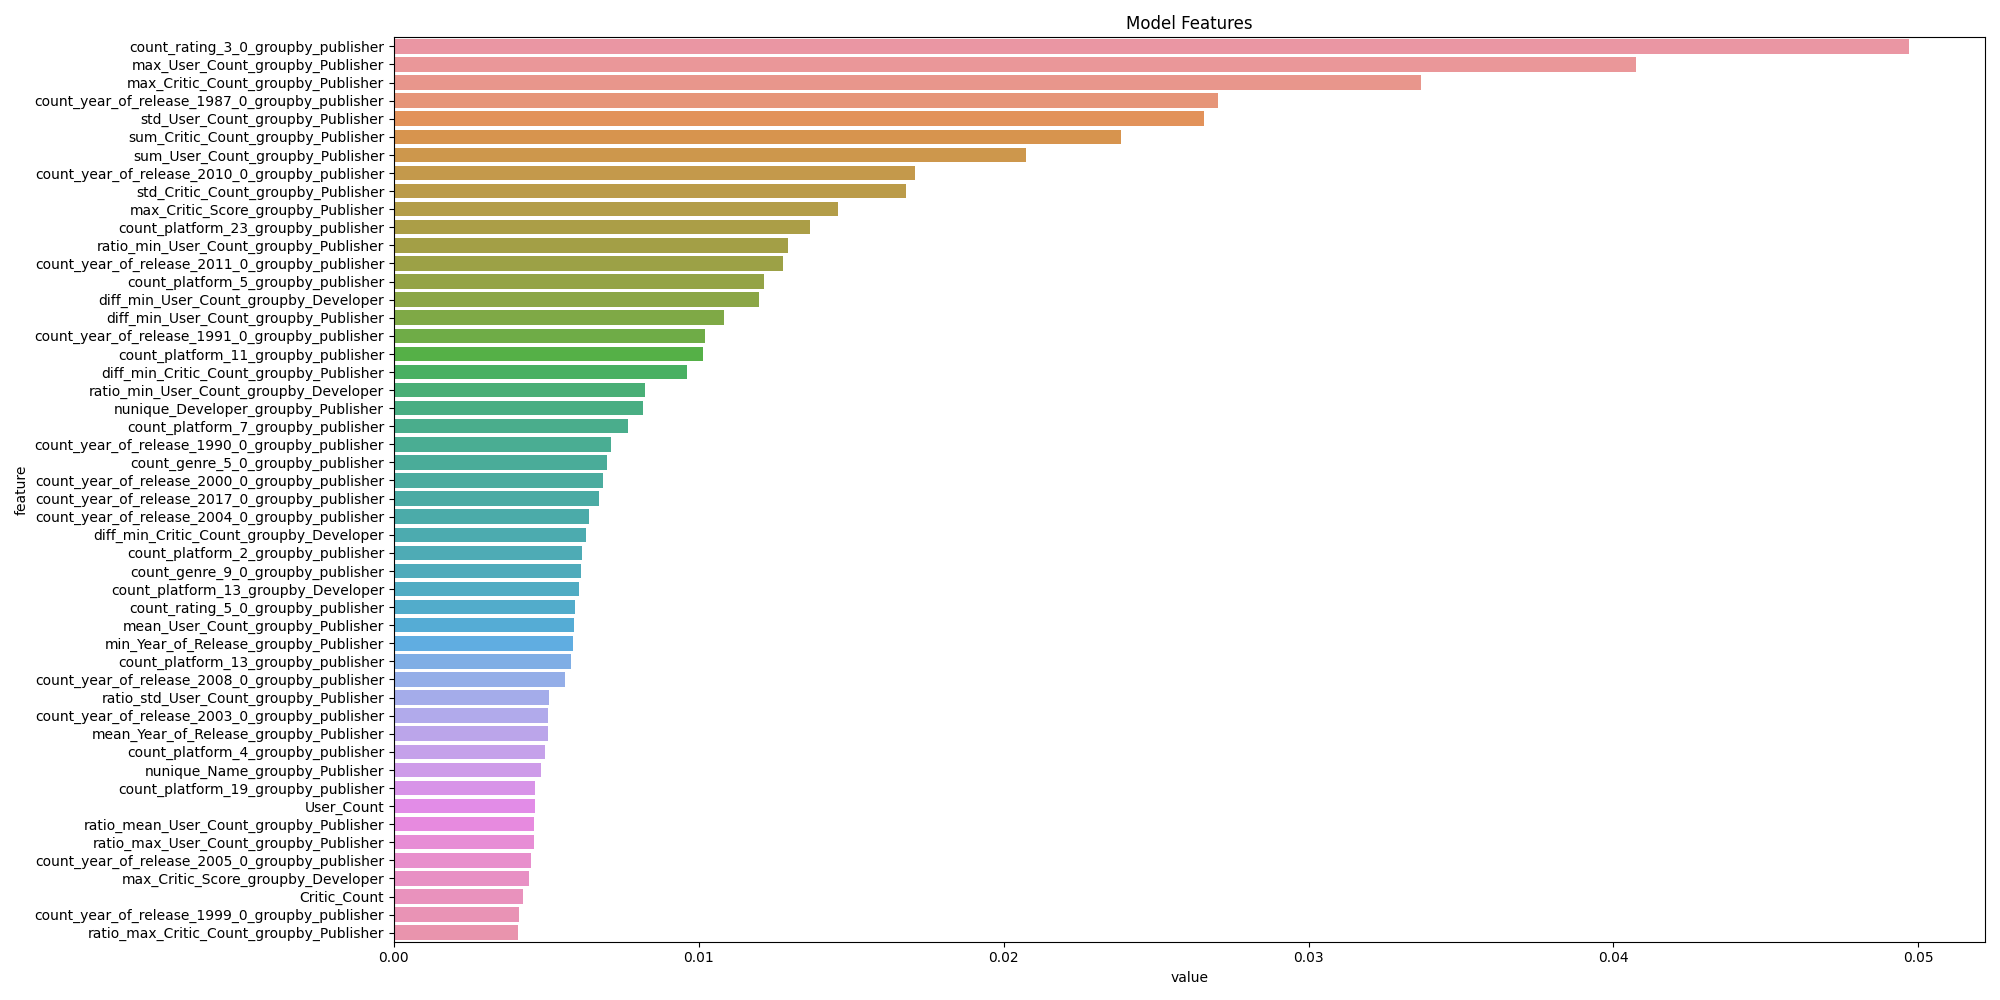 Model Features
count_rating_3_0_groupby_publisher
max_User_Count_groupby_Publisher
max_Critic_Count_groupby_Publisher
count_year_of_release_1987_0_groupby_publisher
std_User_Count_groupby_Publisher
sum_Critic_Count_groupby_Publisher
sum_User_Count_groupby_Publisher
count_year_of_release_2010_0_groupby_publisher
std_Critic_Count_groupby_Publisher
max_Critic_Score_groupby_Publisher
count_platform_23_groupby_publisher
ratio_min_User_Count_groupby_Publisher
count_year_of_release_2011_0_groupby_publisher
count_platform_5_groupby_publisher
diff_min_User_Count_groupby_Developer
diff_min_User_Count_groupby_Publisher
count_year_of_release_1991_0_groupby_publisher
count_platform_11_groupby_publisher
diff_min_Critic_Count_groupby_Publisher
ratio_min_User_Count_groupby_Developer
nunique_Developer_groupby_Publisher
count_platform_7_groupby_publisher
count_year_of_release_1990_0_groupby_publisher
count_genre_5_0_groupby_publisher
count_year_of_release_2000_0_groupby_publisher
count_year_of_release_2017_0_groupby_publisher
count_year_of_release_2004_0_groupby_publisher
diff_min_Critic_Count_groupby_Developer
count_platform_2_groupby_publisher
count_genre_9_0_groupby_publisher
count_platform_13_groupby_Developer
count_rating_5_0_groupby_publisher
mean_User_Count_groupby_Publisher
min_Year_of_Release_groupby_Publisher
count_platform_13_groupby_publisher
count_year_of_release_2008_0_groupby_publisher
ratio_std_User_Count_groupby_Publisher
count_year_of_release_2003_0_groupby_publisher
mean_Year_of_Release_groupby_Publisher
count_platform_4_groupby_publisher
nunique_Name_groupby_Publisher
count_platform_19_groupby_publisher
User_Count
ratio_mean_User_Count_groupby_Publisher
ratio_max_User_Count_groupby_Publisher
count_year_of_release_2005_0_groupby_publisher
max_Critic_Score_groupby_Developer
Critic_Count
count_year_of_release_1999_0_groupby_publisher
ratio_max_Critic_Count_groupby_Publisher
feature
0.00 0.01 0.02 0.03 0.04 0.05
value